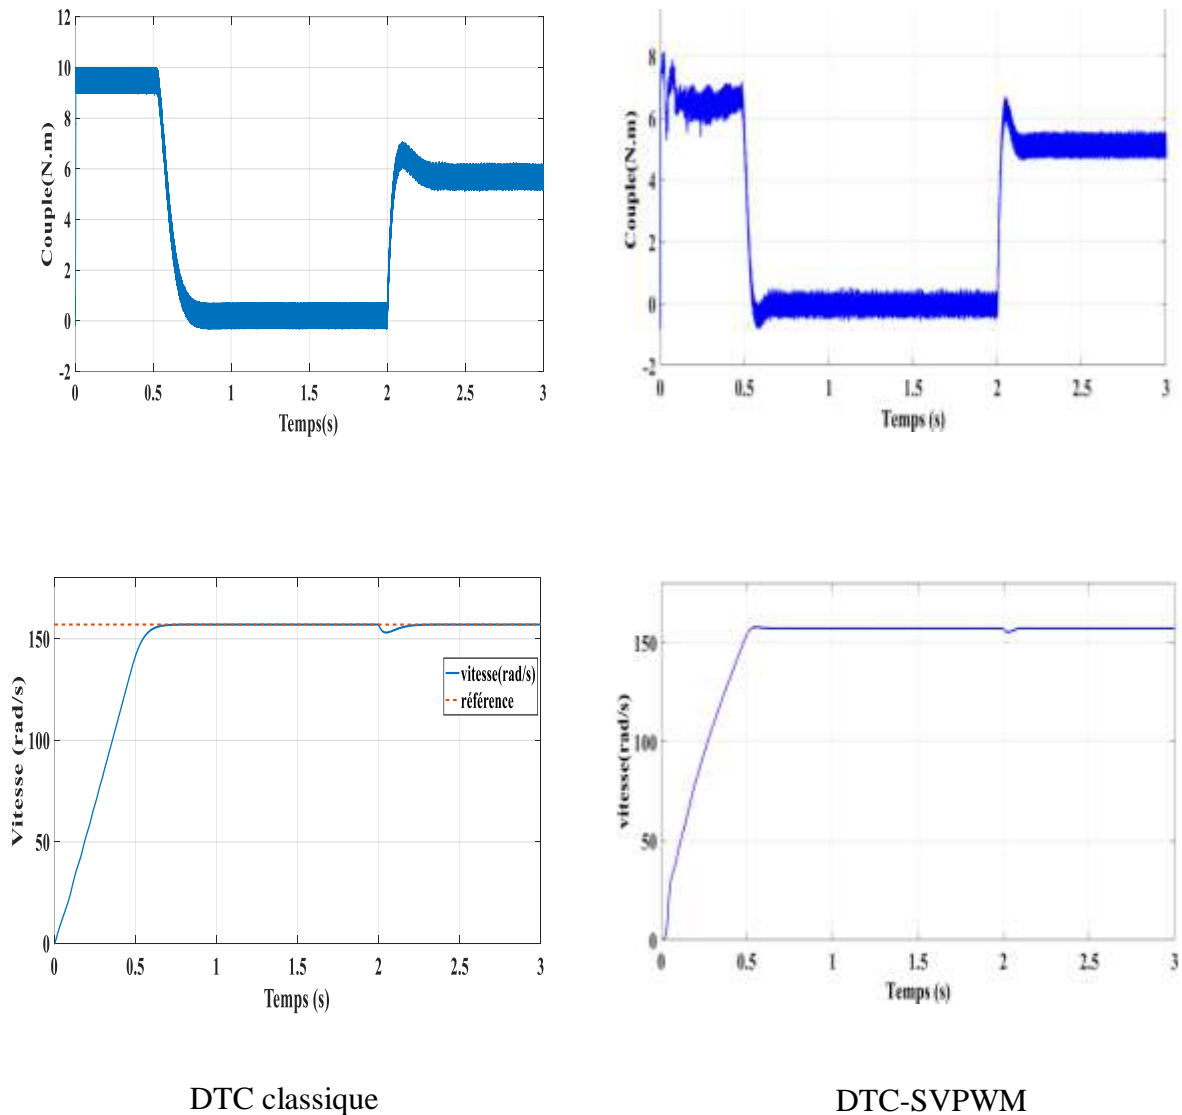 12
10
8
6
4
2
0
-2
Couple(N.m)
0 0.5 1 1.5 2 2.5 3
Temps(s)
8
6
4
2
0
-2
Couple(N.m)
0 0.5 1 1.5 2 2.5 3
Temps (s)
150
100
50
0
Vitesse (rad/s)
vitesse(rad/s)
référence
0 0.5 1 1.5 2 2.5 3
Temps (s)
150
100
50
0
vitesse(rad/s)
0 0.5 1 1.5 2 2.5 3
Temps (s)
DTC classique
DTC-SVPWM